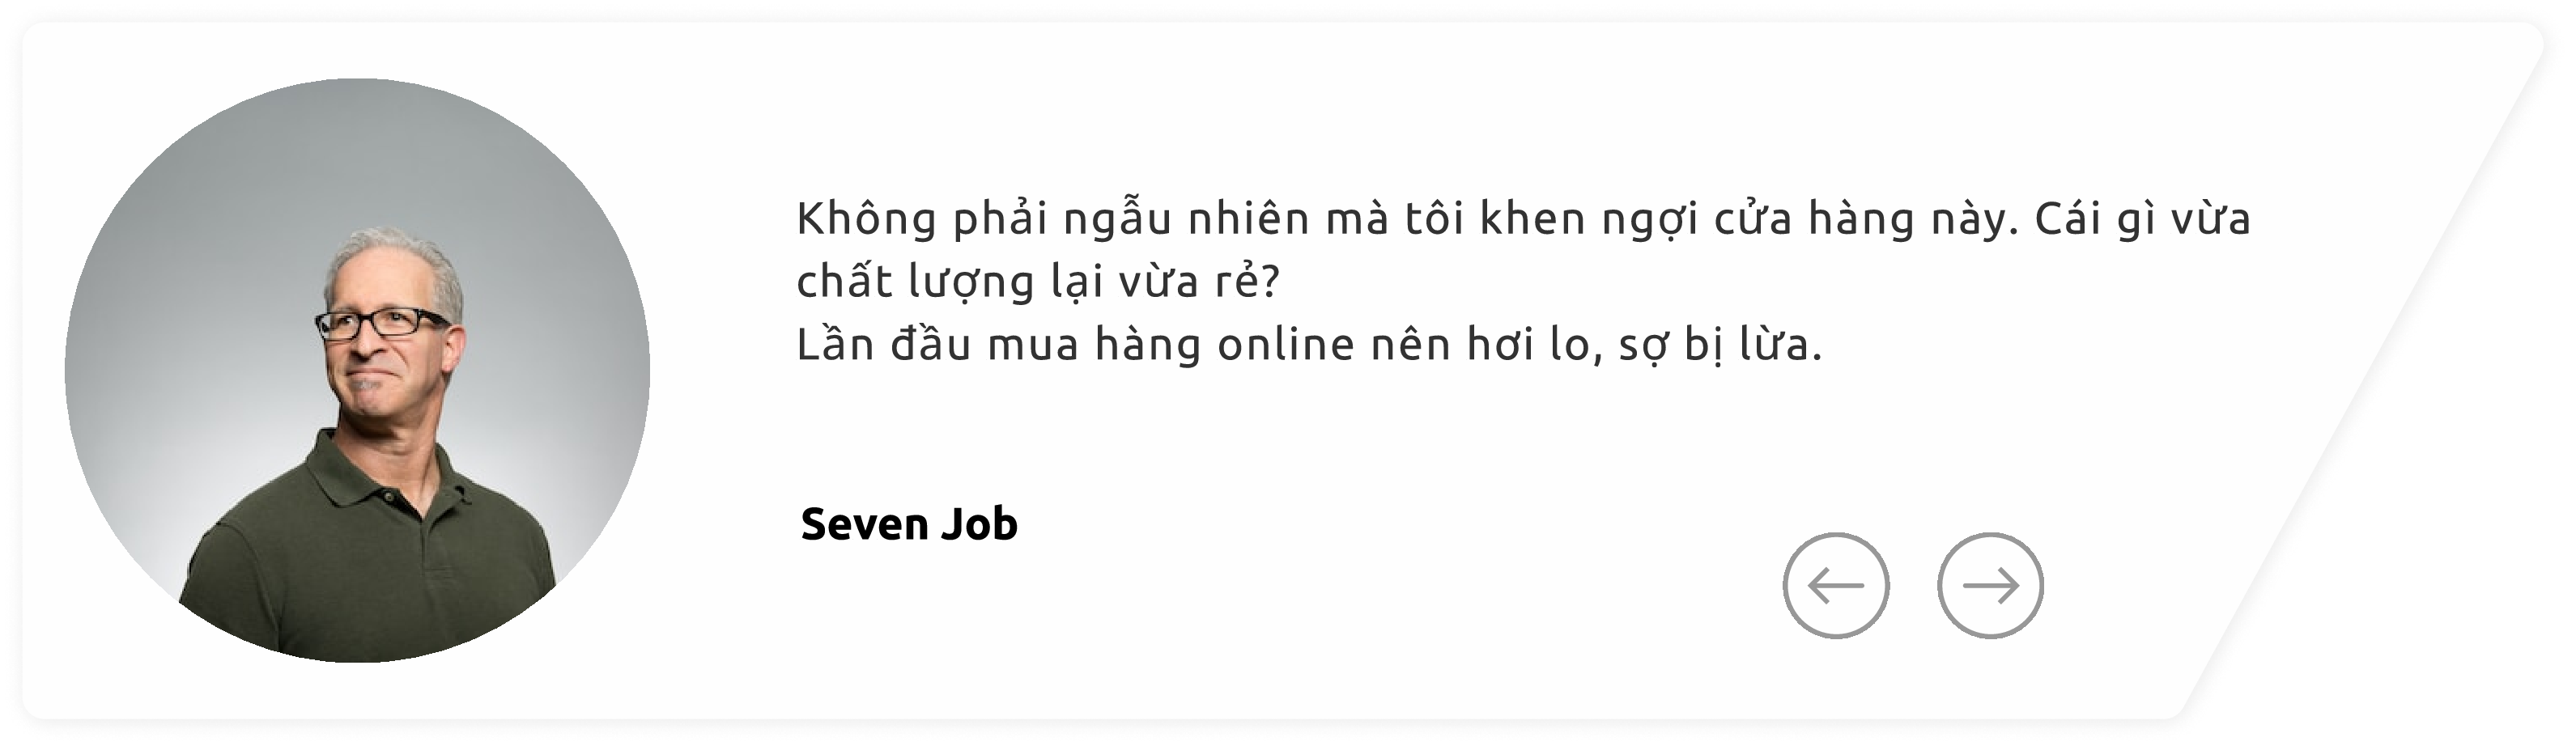 Không phải ngẫu nhiên mà tôi khen ngợi cửa hàng này. Cái gì vừa
chất lượng lại vừa rẻ?
Lần đầu mua hàng online nên hơi lo, sợ bị lừa.
Seven Job